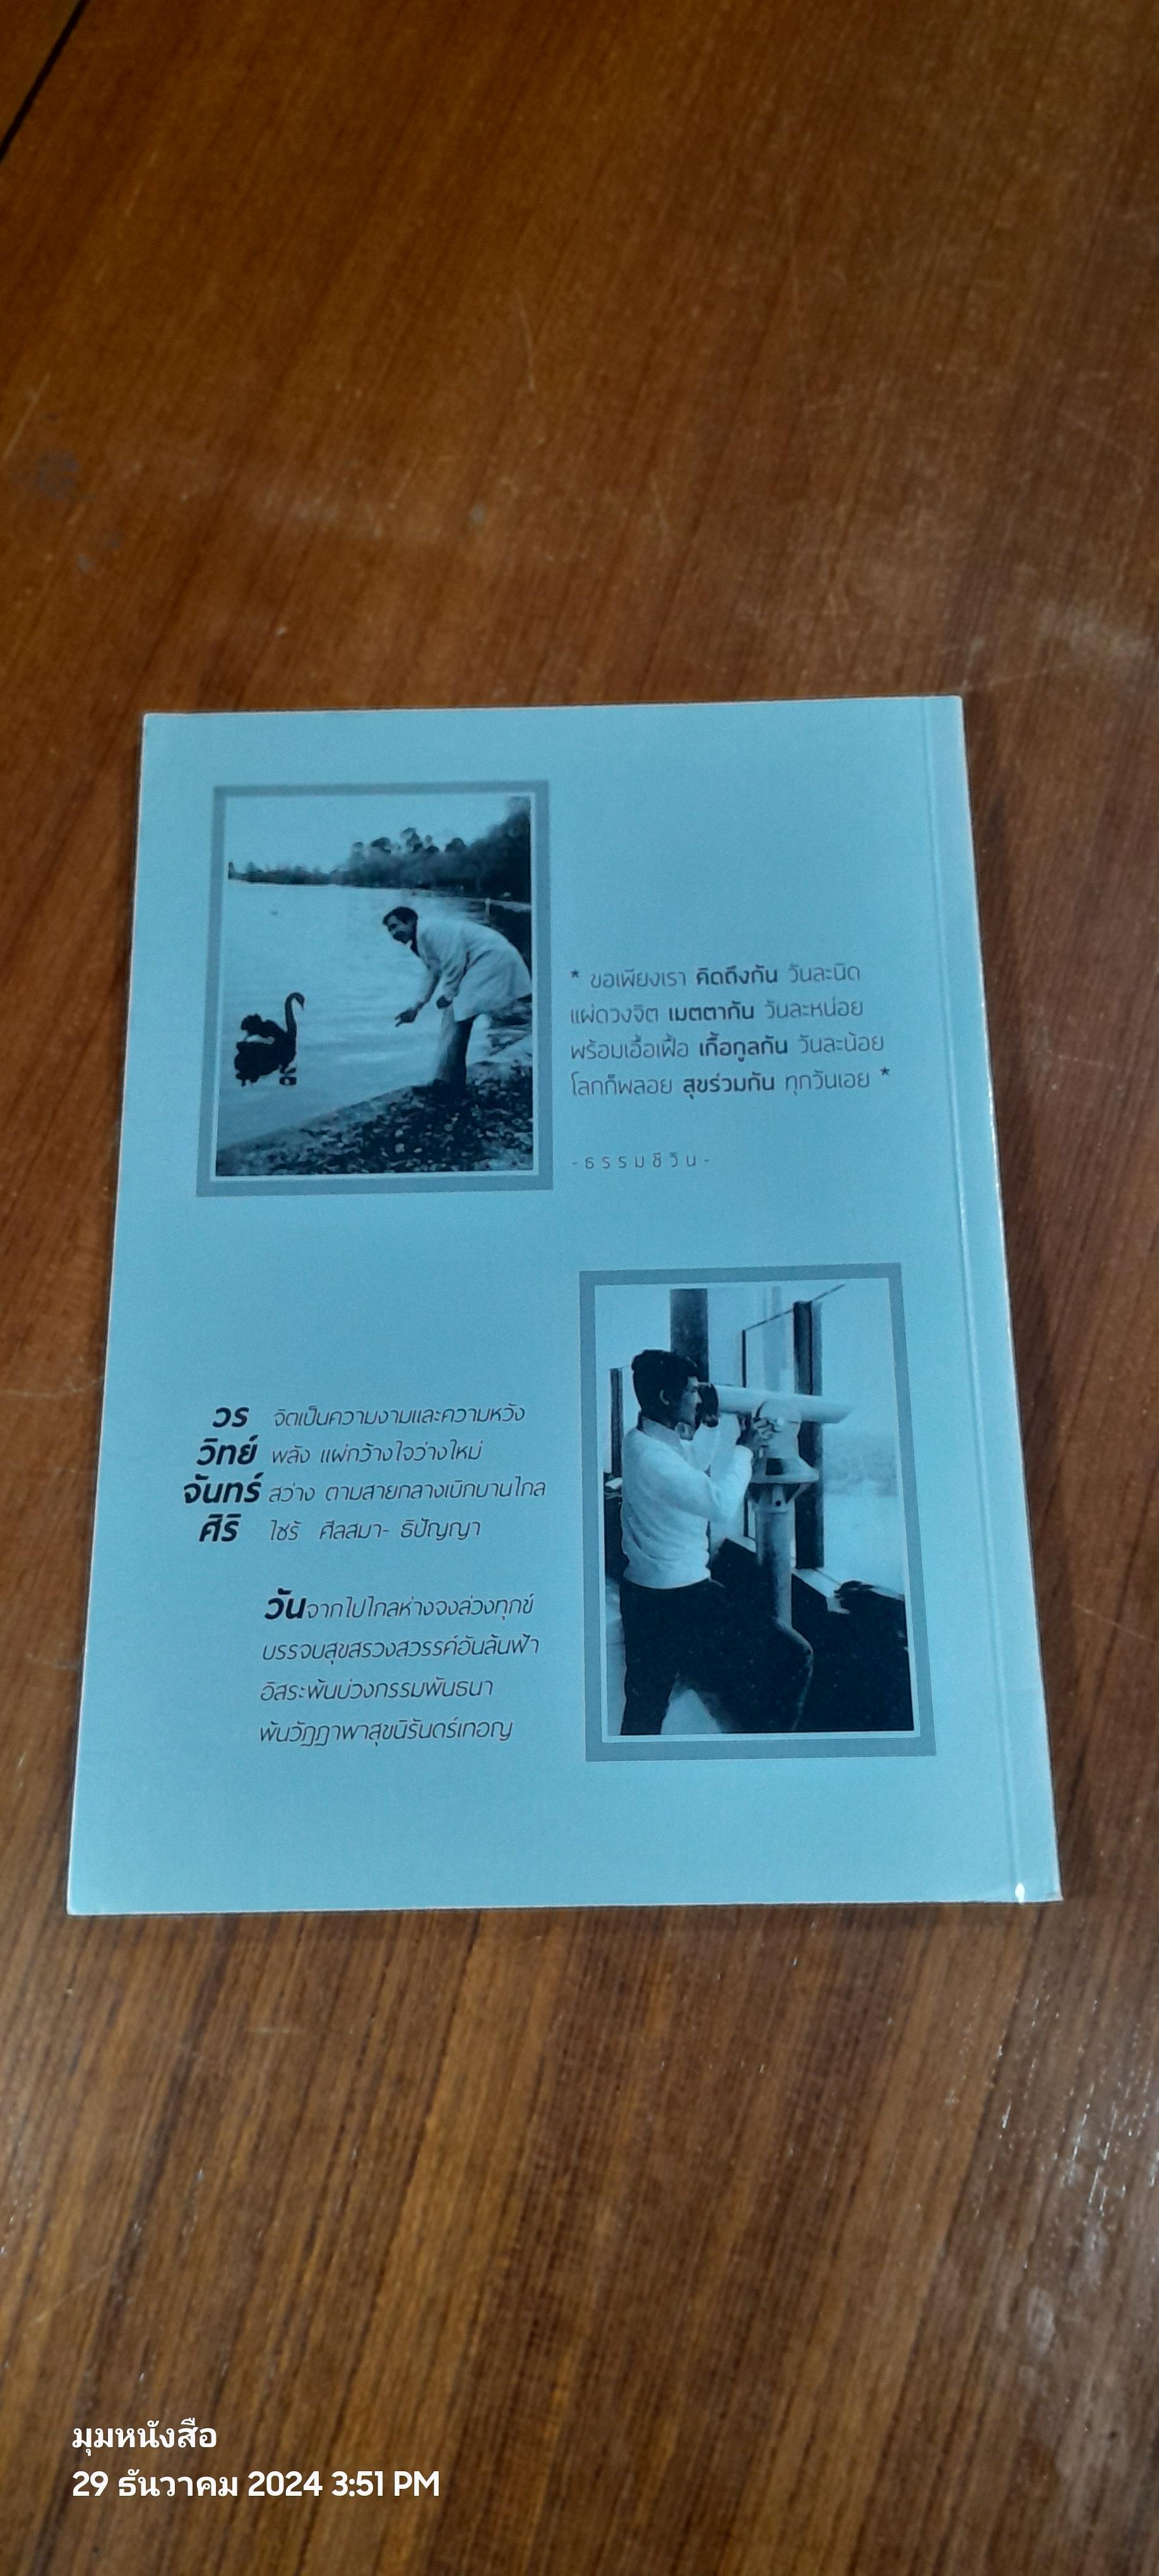 * ขอเพียงเรา คิดถึงกัน วันละนิด
แผ่ดวงจิต เมตตากัน วันละหน่อย
พร้อมเอื้อเฟื้อ เกื้อกูลกัน วันละน้อย
โลกก็พลอย สุขร่วมกัน ทุกวันเอย *
-ธรรมชีวิน-
วร จิตเป็นความงามและความหวัง
วิทย์ พลัง แผ่กว้างใจว่างใหม่
จันทร์ สว่าง ตามสายกลางเบิกบานไกล
ศิริ ไซร้ ศีลสมา- ธิปัญญา
วันจากไปไกลห่างจงล่วงทุกข์
บรรจบสุขสรวงสวรรค์อันล้นฟ้า
อิสระพ้นบ่วงกรรมพันธนา
พ้นวัฏฏาพาสุขนิรันดร์เทอญ
มุมหนังสือ
29 ธันวาคม 2024 3:51 PM